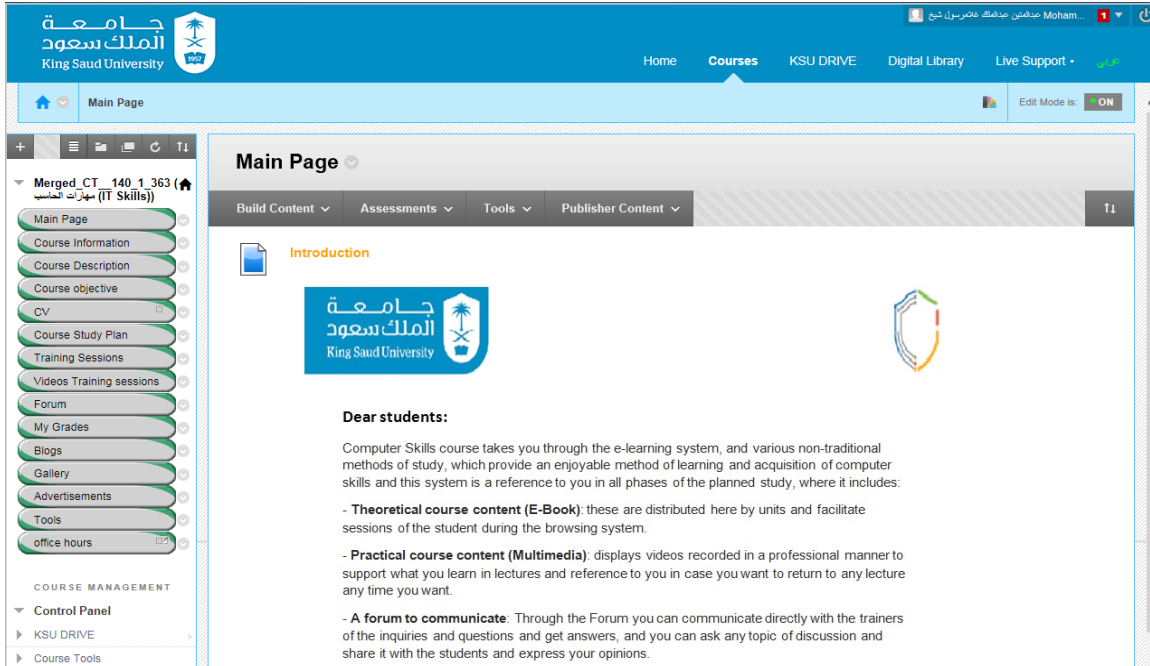 جـــامـــعــة
الملك سعود
King Saud University
1957
عبدالمتين عبدالملك غلامرسول شيخ Moham...
1
Home
Courses
KSU DRIVE
Digital Library
Live Support
عربي
Main Page
Edit Mode is:
ON
Merged_CT__140_1_363 (
مهارات الحاسب (IT Skills))
Main Page
Course Information
Course Description
Course objective
CV
Course Study Plan
Training Sessions
Videos Training sessions
Forum
My Grades
Blogs
Gallery
Advertisements
Tools
office hours
COURSE MANAGEMENT
Control Panel
KSU DRIVE
Course Tools
Main Page
Build Content
Assessments
Tools
Publisher Content
Introduction
جـــامـــعــة
الملك سعود
King Saud University
Dear students:
Computer Skills course takes you through the e-learning system, and various non-traditional
methods of study, which provide an enjoyable method of learning and acquisition of computer
skills and this system is a reference to you in all phases of the planned study, where it includes:
- Theoretical course content (E-Book): these are distributed here by units and facilitate
sessions of the student during the browsing system.
- Practical course content (Multimedia): displays videos recorded in a professional manner to
support what you learn in lectures and reference to you in case you want to return to any lecture
any time you want.
- A forum to communicate: Through the Forum you can communicate directly with the trainers
of the inquiries and questions and get answers, and you can ask any topic of discussion and
share it with the students and express your opinions.